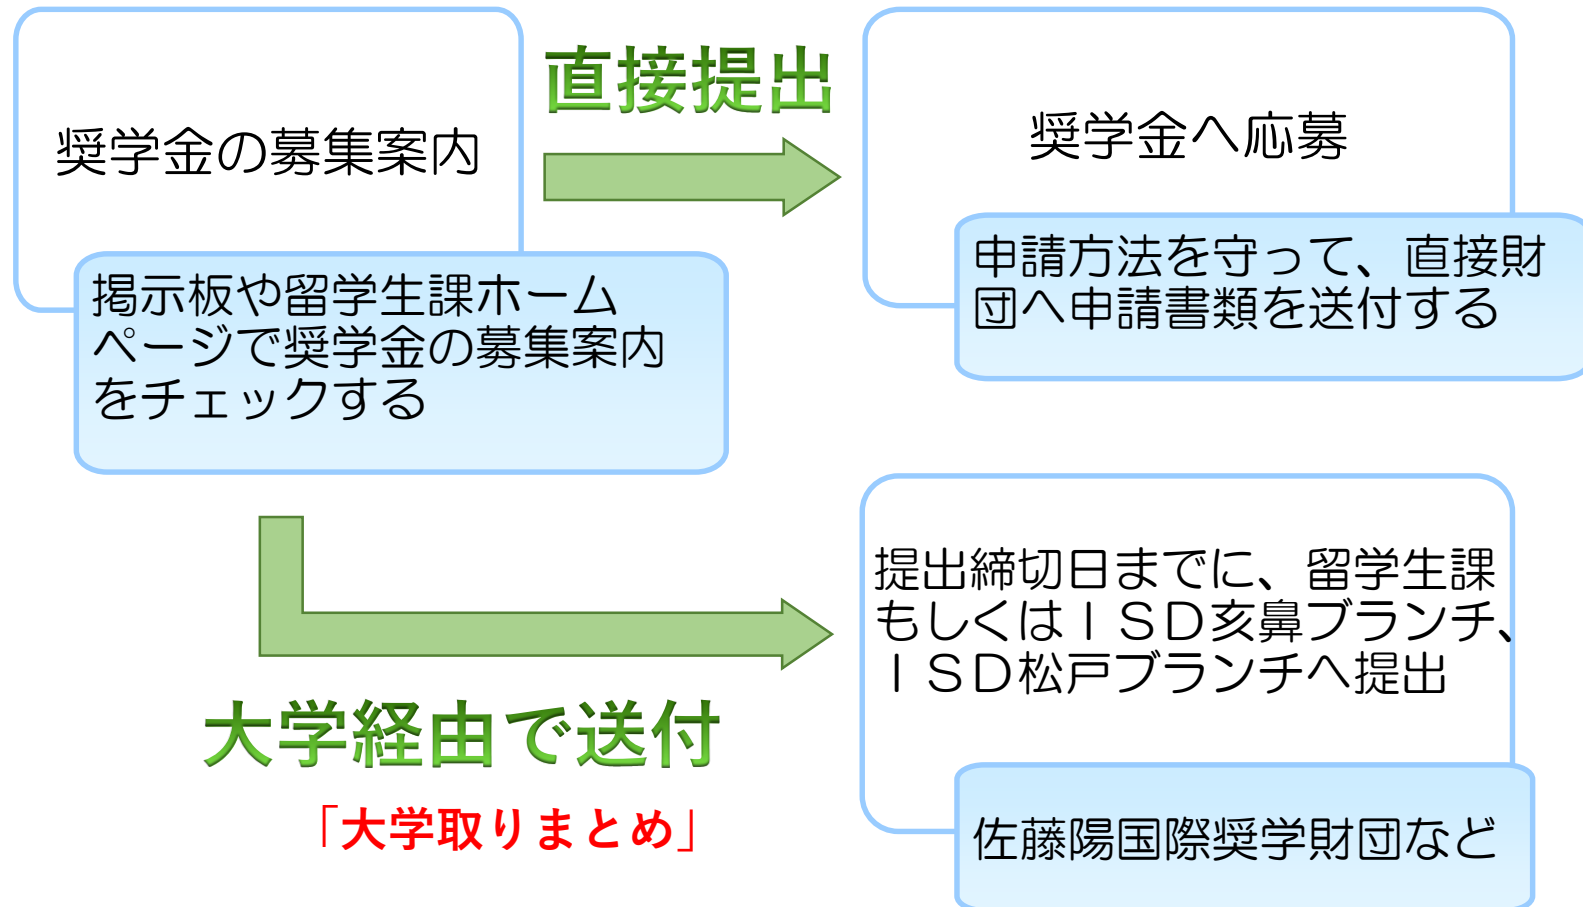 奨学金の募集案内
掲示板や留学生課ホーム
ページで奨学金の募集案内
をチェックする
直接提出
奨学金へ応募
申請方法を守って、直接財
団へ申請書類を送付する
大学経由で送付
「大学取りまとめ」
提出締切日までに、留学生課
もしくはＩＳＤ亥鼻ブランチ、
ＩＳＤ松戸ブランチへ提出
佐藤陽国際奨学財団など